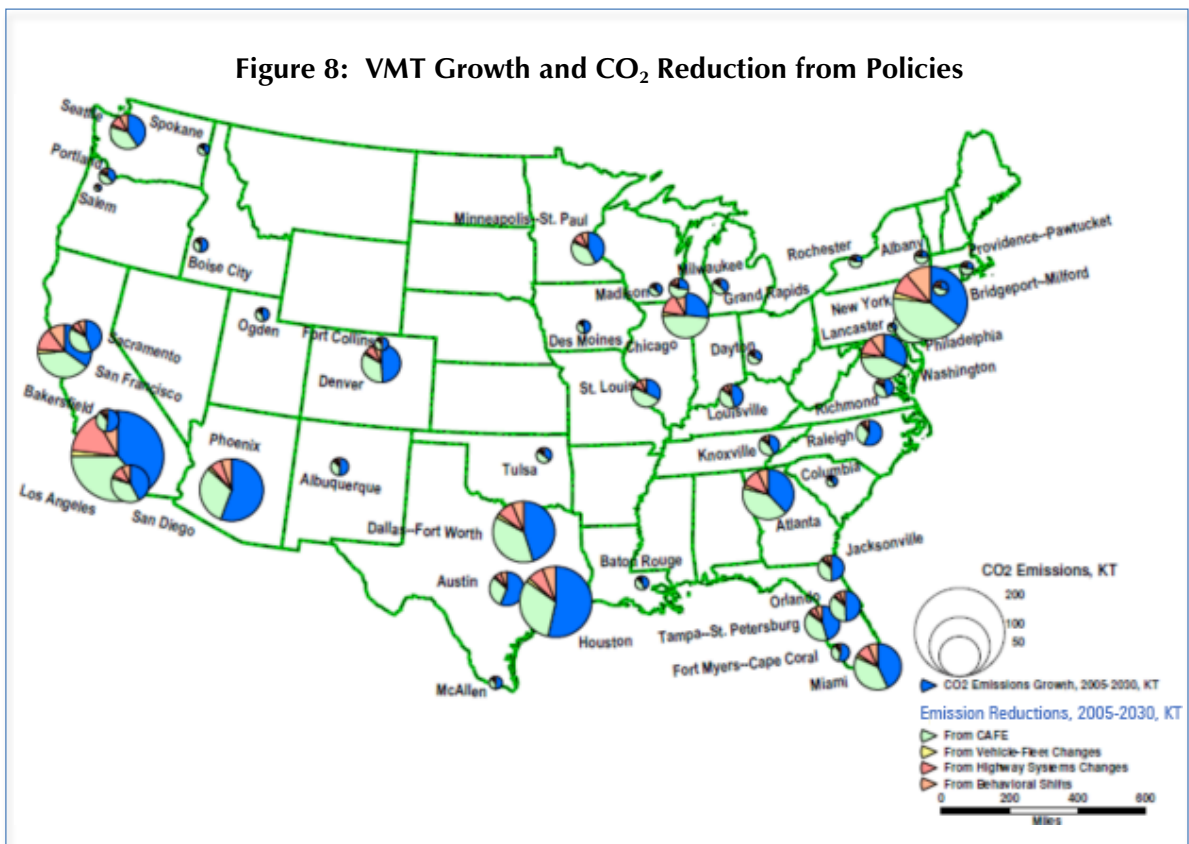 Figure 8: VMT Growth and CO2 Reduction from Policies
Seattle
Spokane
Portland
Salem
Boise City
Minneapolis--St. Paul
Rochester
Albany
Providence--Pawtucket
Milwaukee
Madison
Grand Rapids
New York
Bridgeport--Milford
Ogden
Fort Collins
Des Moines
Chicago
Dayton
Lancaster
Philadelphia
Sacramento
San Francisco
Denver
St. Louis
Louisville
Washington
Richmond
Bakersfield
Phoenix
Knoxville
Raleigh
Tulsa
Columbia
Albuquerque
Los Angeles
San Diego
Dallas--Fort Worth
Atlanta
Baton Rouge
Jacksonville
Austin
Houston
Orlando
Tampa--St. Petersburg
Fort Myers--Cape Coral
Miami
McAllen
CO2 Emissions, KT
200
100
50
CO2 Emissions Growth, 2005-2030, KT
Emission Reductions, 2005-2030, KT
From CAFE
From Vehicle-Fleet Changes
From Highway Systems Changes
From Behavioral Shifts
0 200 400 600
Miles